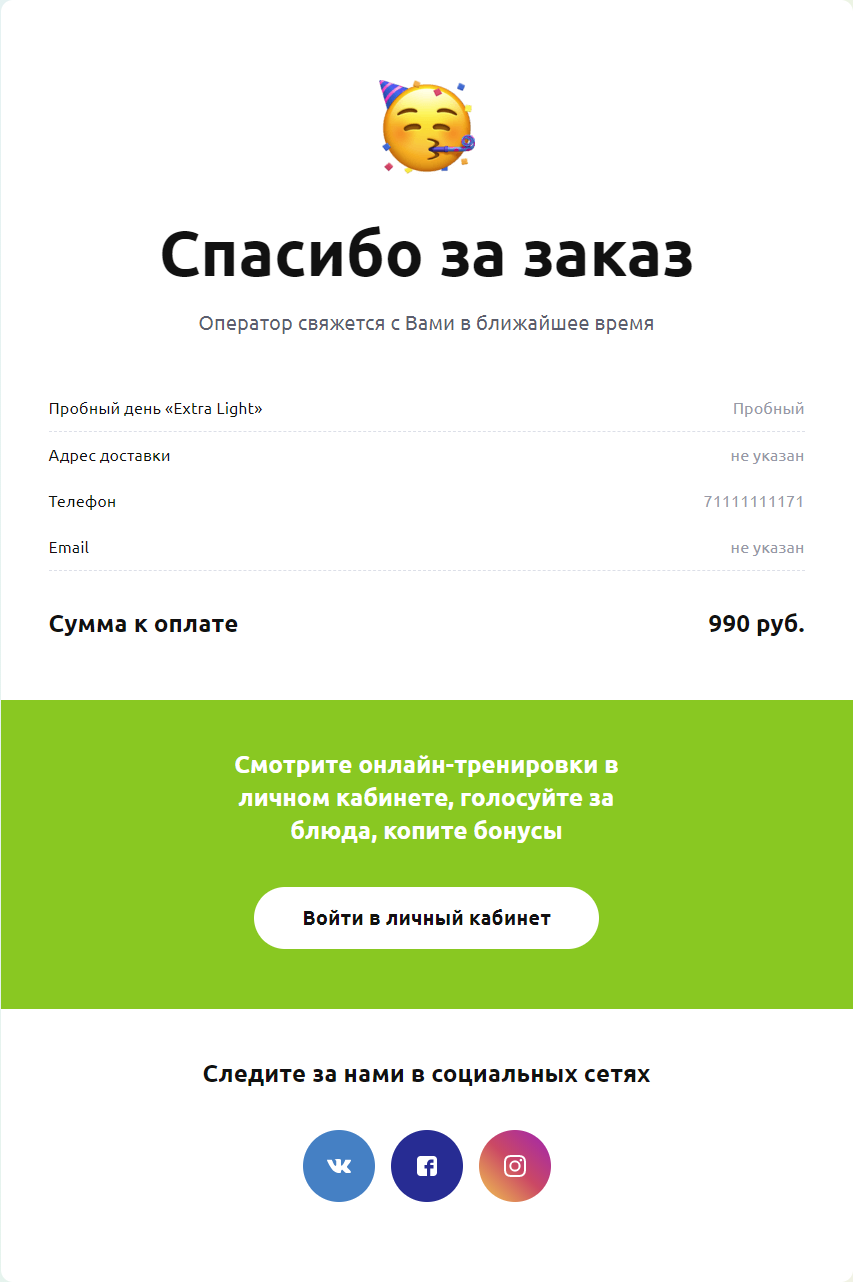 Спасибо за заказ
Оператор свяжется с Вами в ближайшее время
Пробный день «Extra Light» Пробный
Адрес доставки не указан
Телефон 71111111171
Email не указан
Сумма к оплате 990 руб.
Смотрите онлайн-тренировки в
личном кабинете, голосуйте за
блюда, копите бонусы
Войти в личный кабинет
Следите за нами в социальных сетях